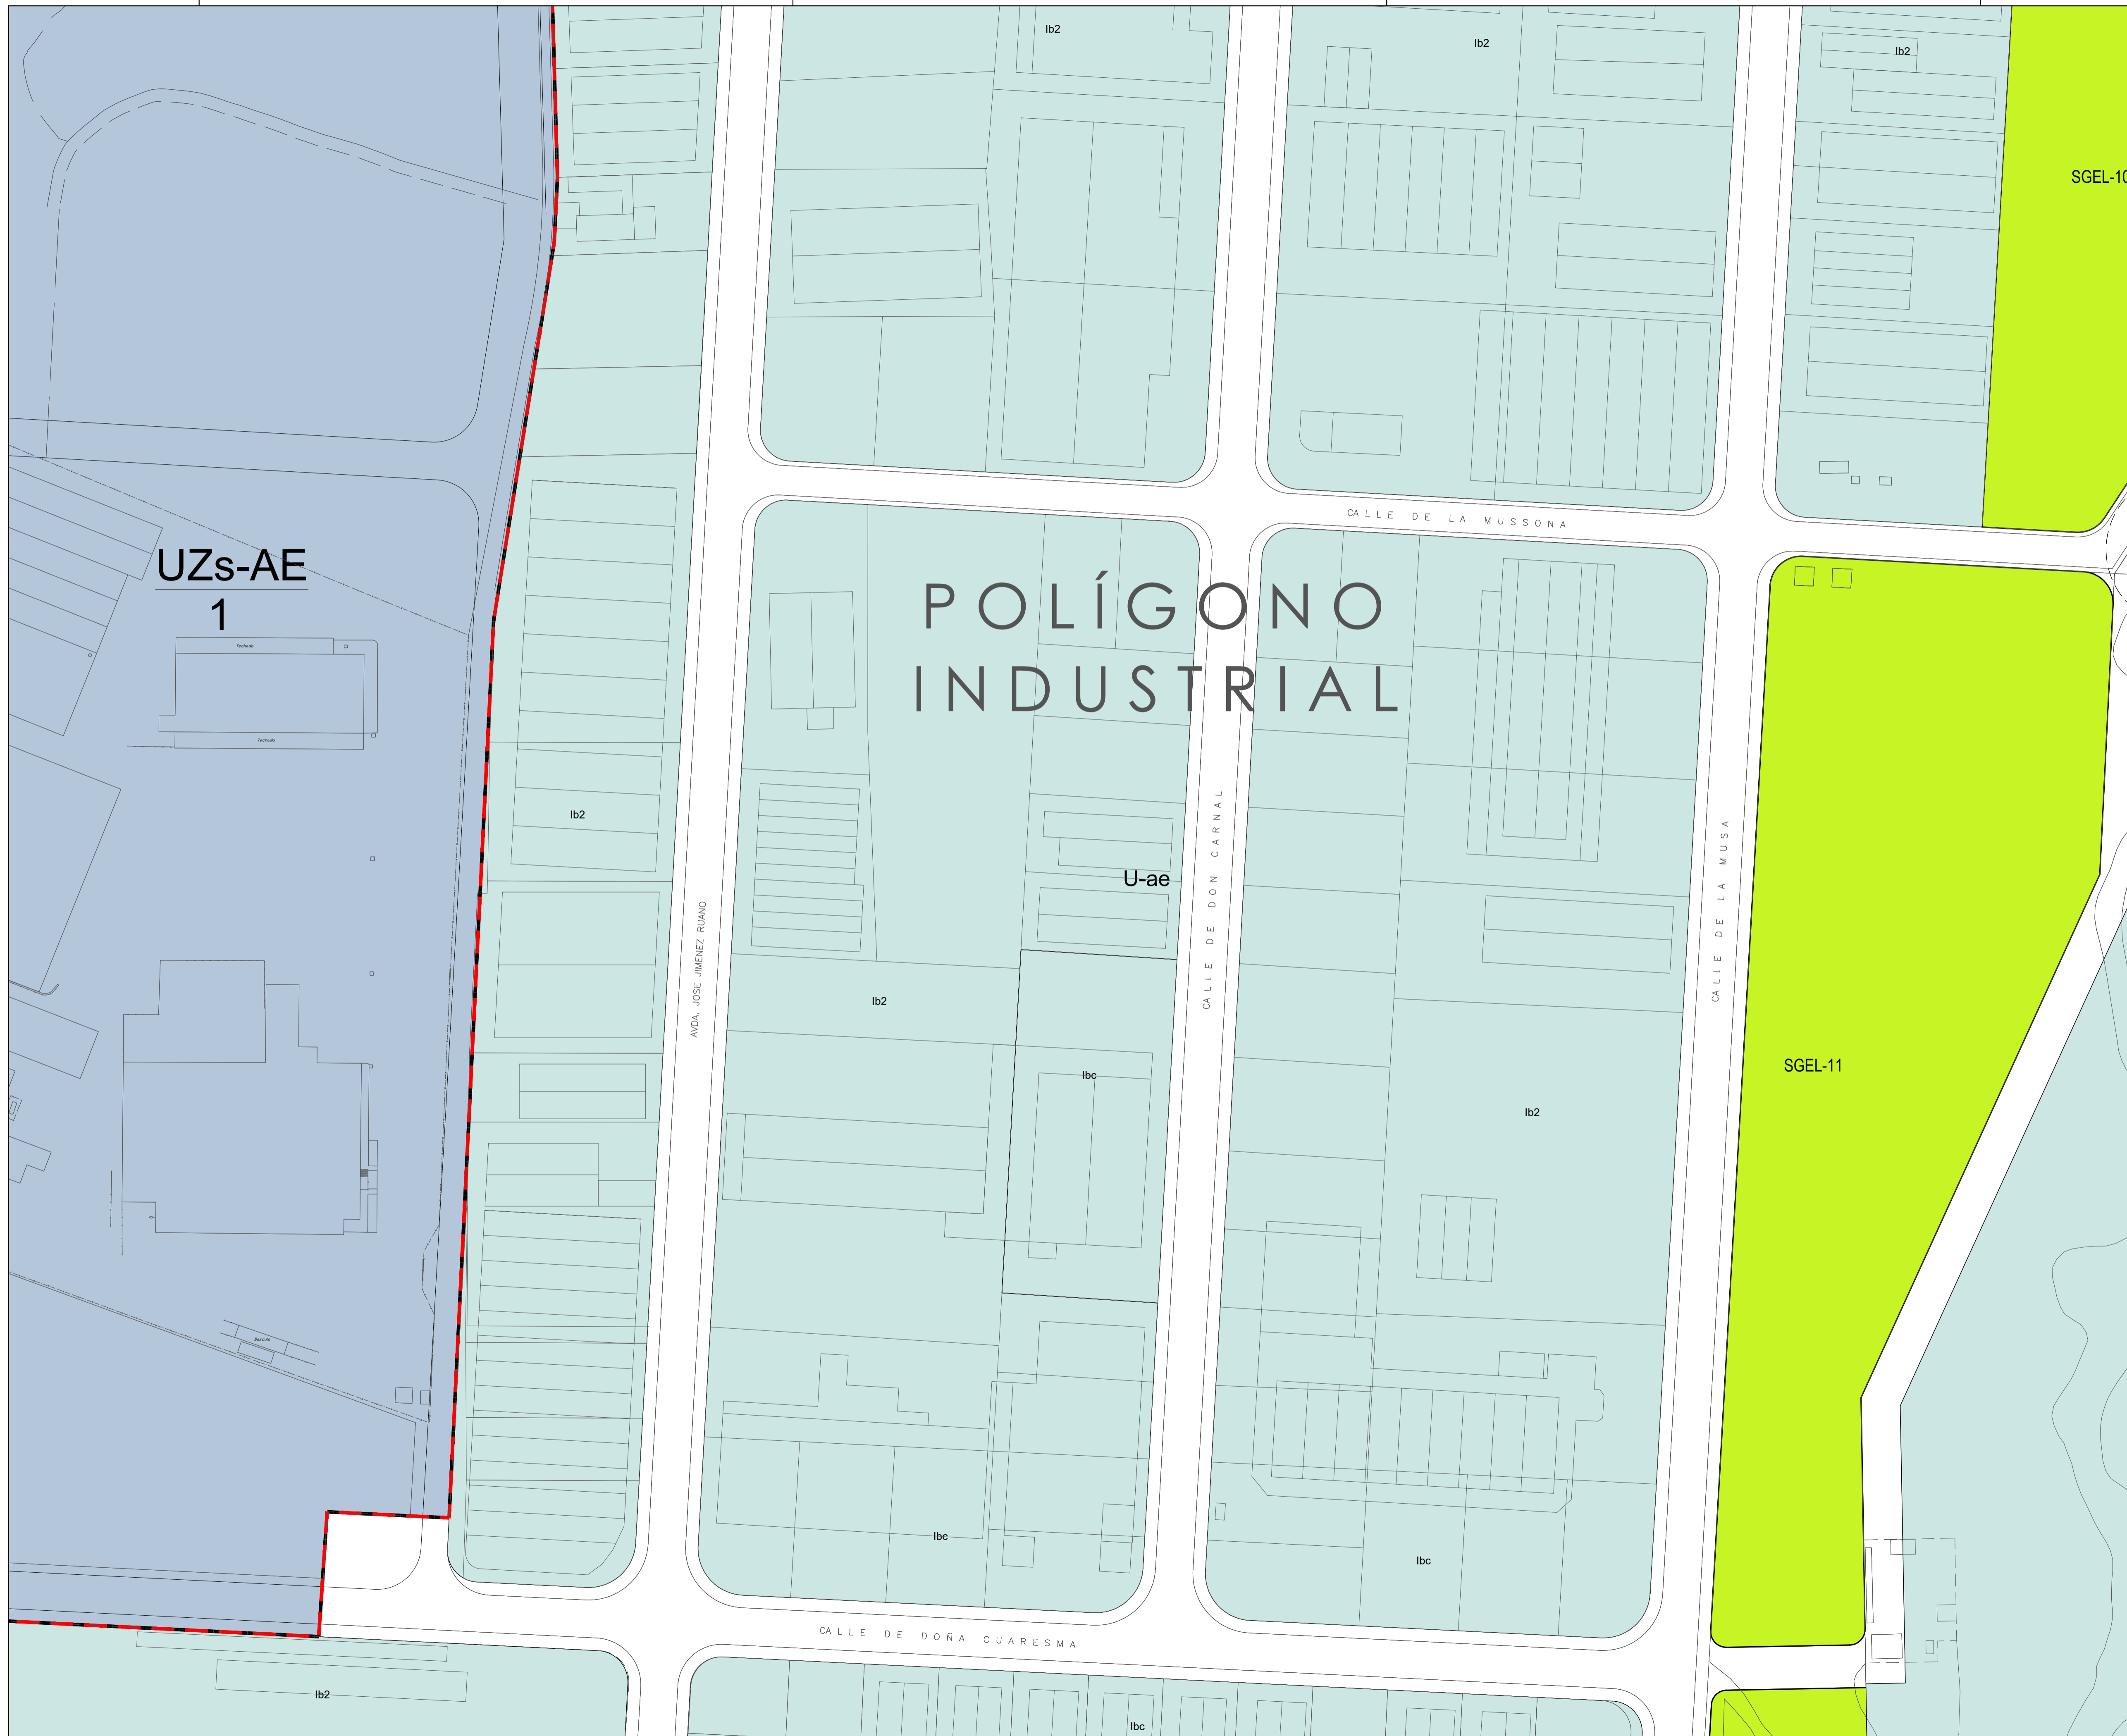 Ib2
Ib2
Ib2
SGEL-10
CALLE DE LA MUSSONA
UZs-AE
1
POLÍGONO
INDUSTRIAL
Techado
Techado
Ib2
U-ae
CALLE DE DON CARNAL
CALLE DE LA MUSA
AVDA. JOSE JIMENEZ RUANO
Ib2
Ibc
SGEL-11
Ib2
Ibc
Ibc
CALLE DE DOÑA CUARESMA
Ib2
Ibc